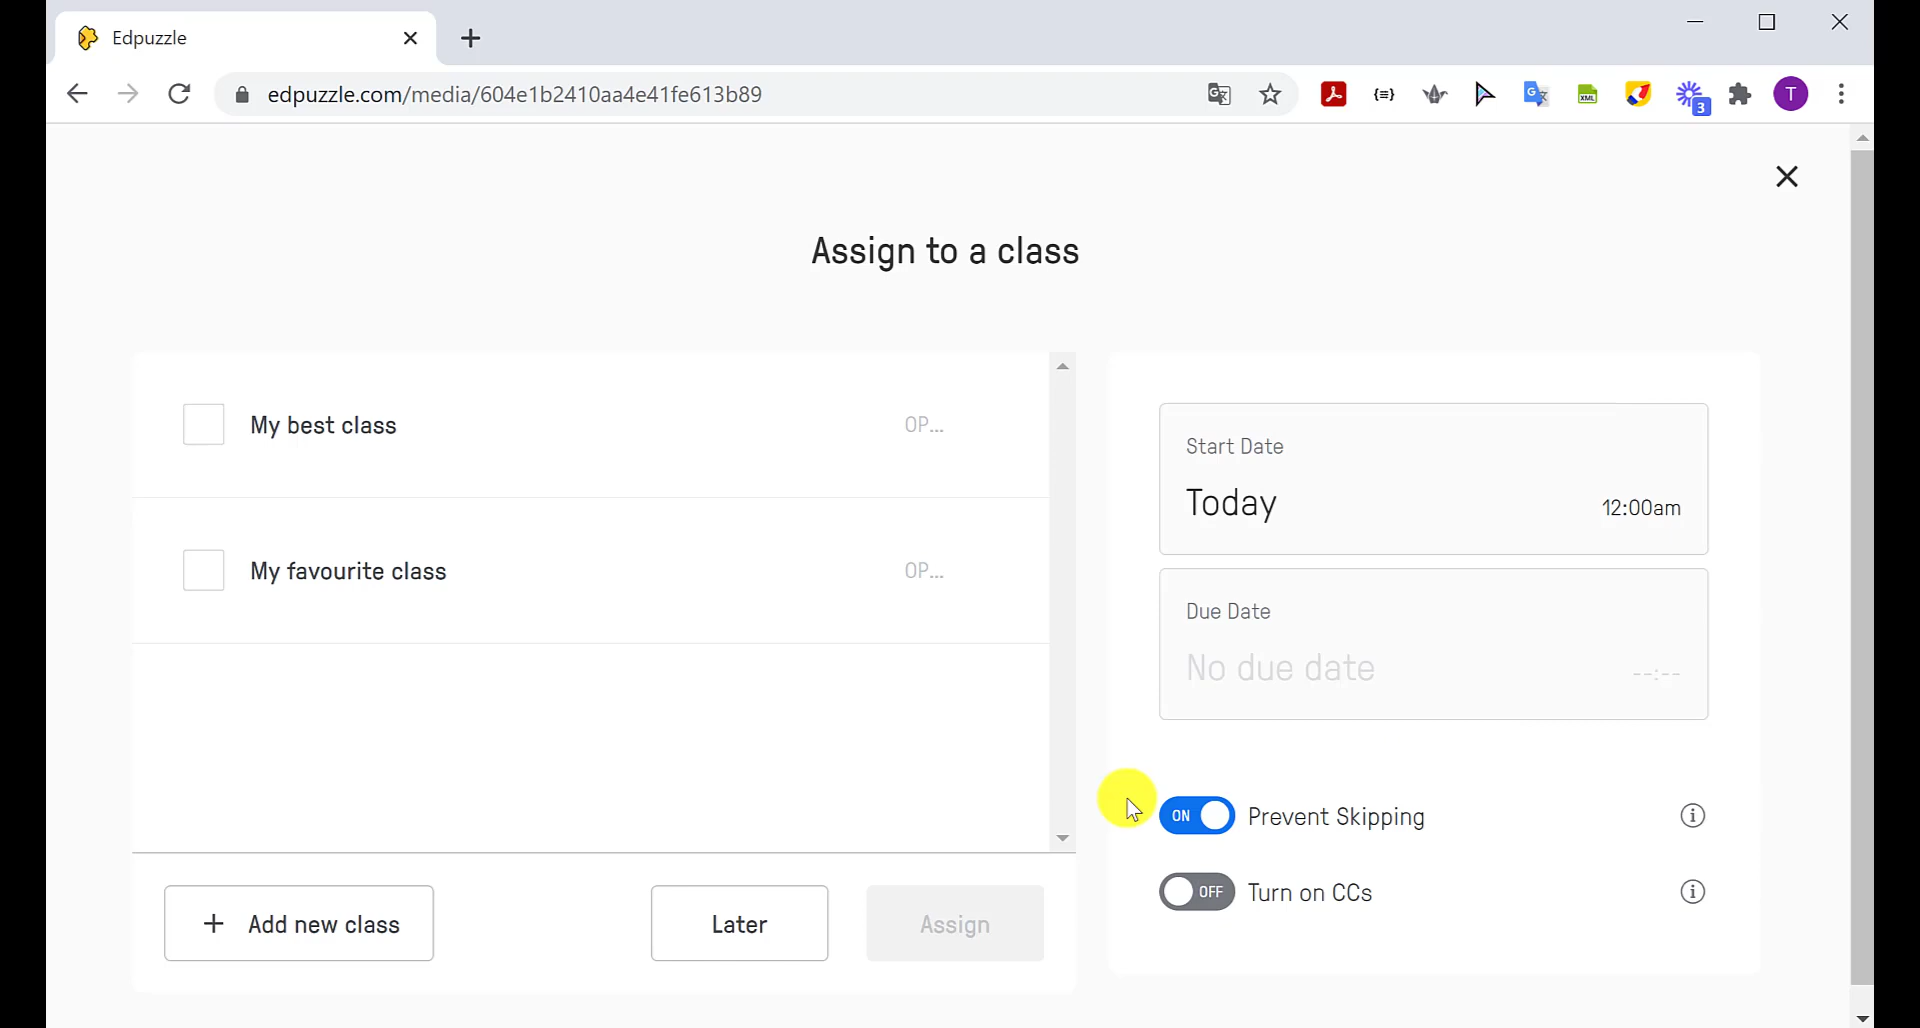 Edpuzzle
edpuzzle.com/media/604e1b2410aa4e41fe613b89
3
T
Assign to a class
My best class
OP...
My favourite class
OP...
+ Add new class
Later
Assign
Start Date
Today
12:00am
Due Date
No due date
--:--
ON
Prevent Skipping
OFF
Turn on CCs